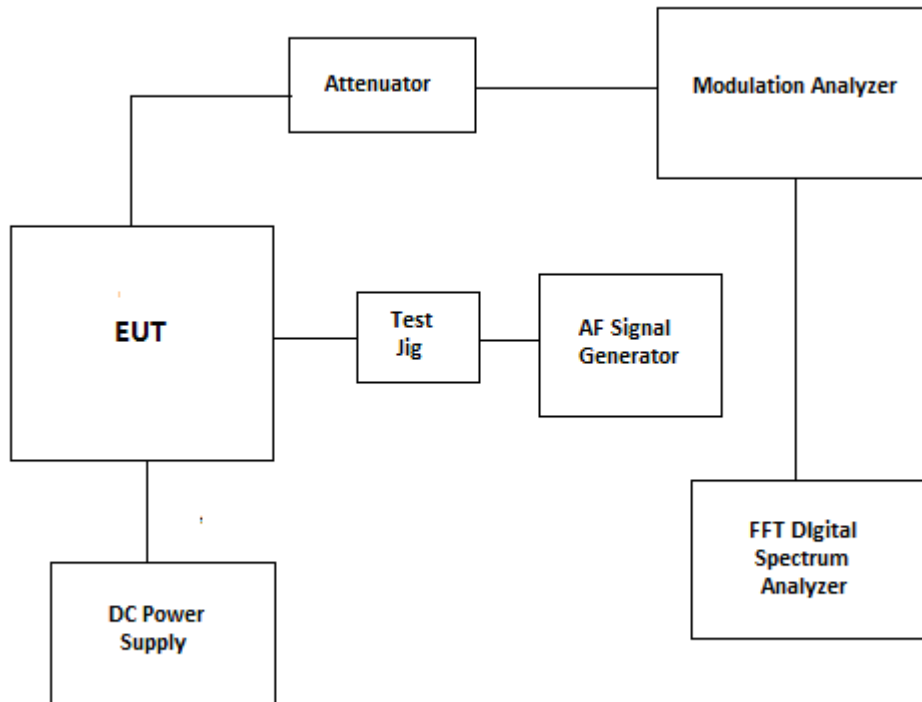 Attenuator
Modulation Analyzer
EUT
Test
Jig
AF Signal
Generator
FFT DIgital
Spectrum
Analyzer
DC Power
Supply